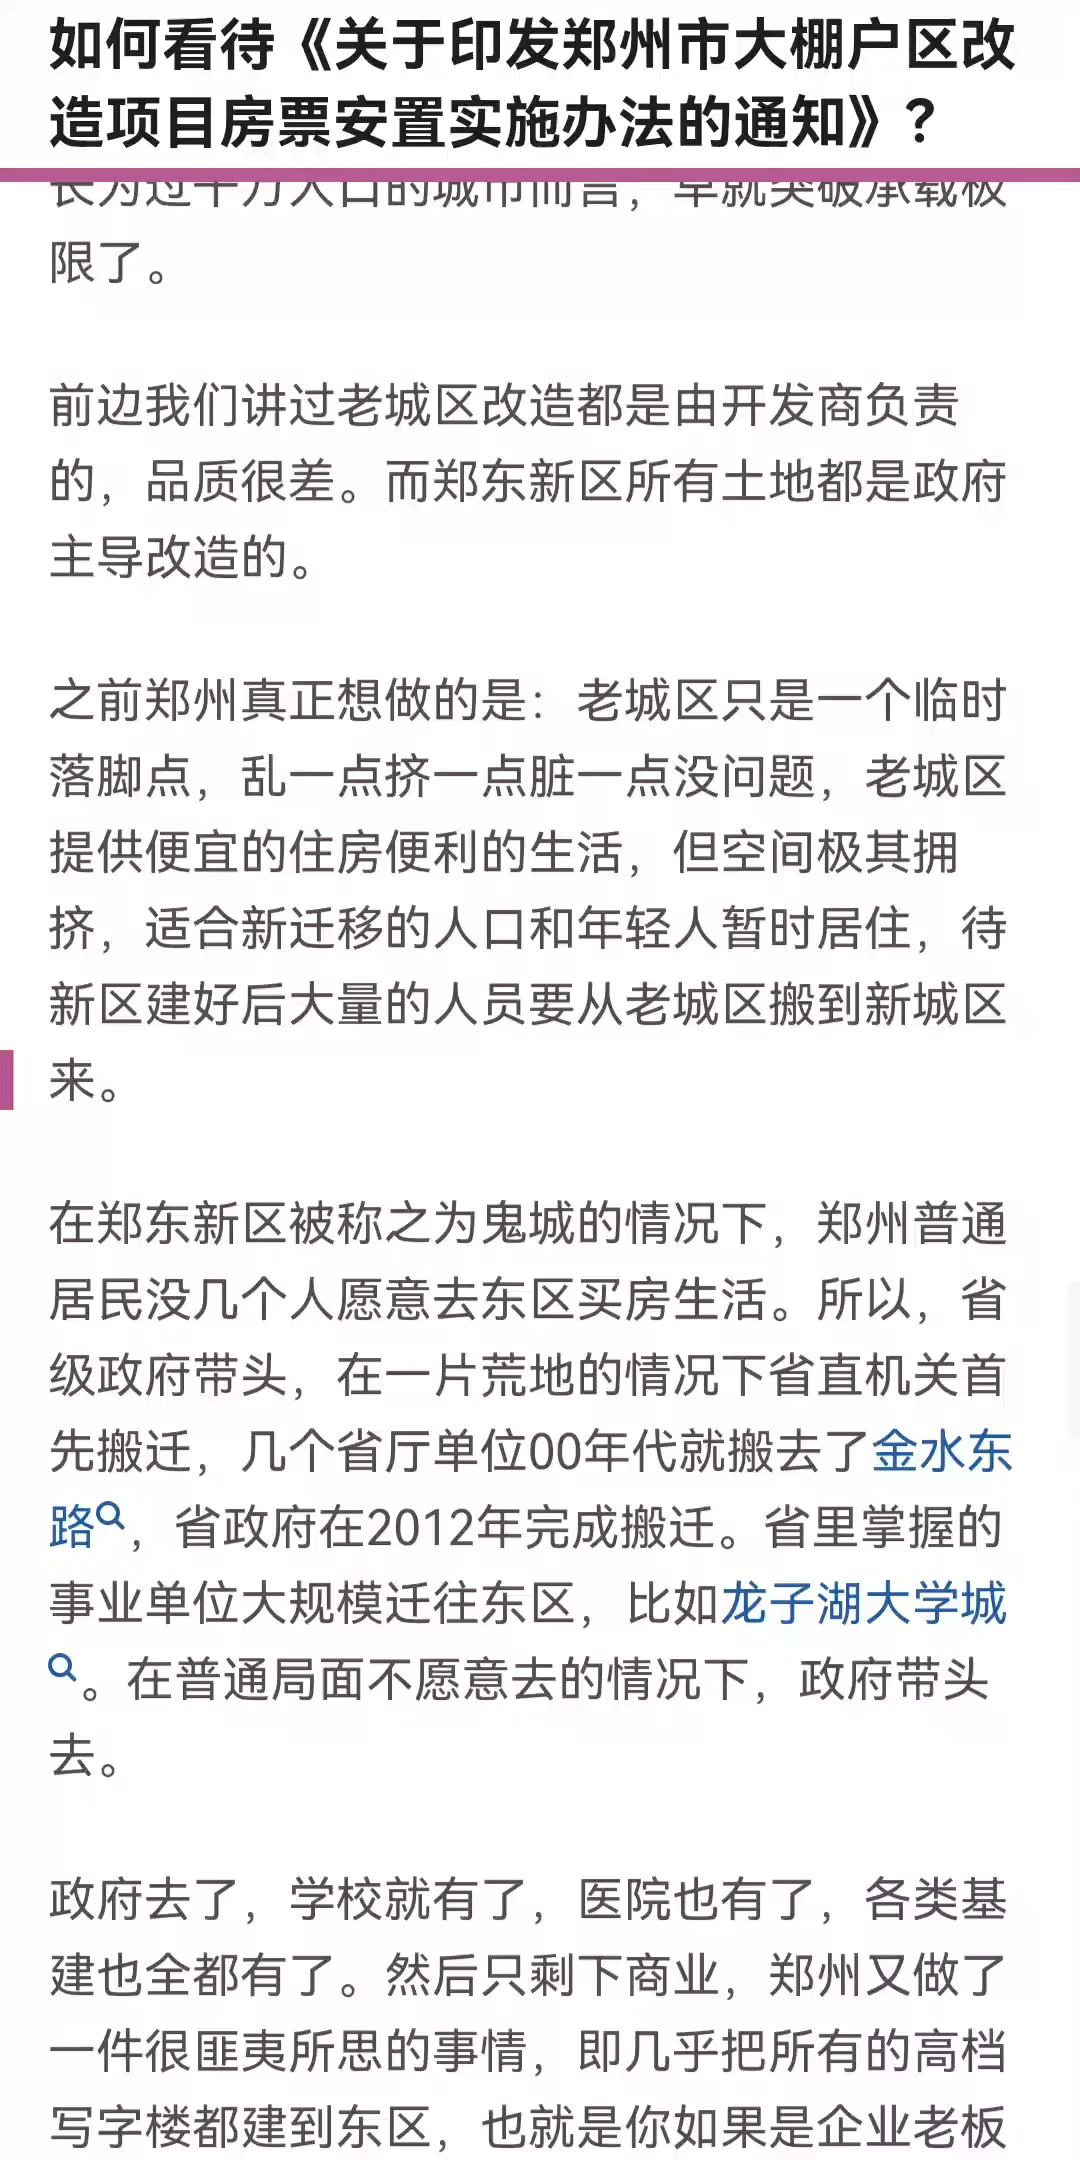 如何看待《关于印发郑州市大棚户区改
造项目房票安置实施办法的通知》？
长为过千万人口的城市而言，早就突破承载极
限了。
前边我们讲过老城区改造都是由开发商负责
的，品质很差。而郑东新区所有土地都是政府
主导改造的。
之前郑州真正想做的是：老城区只是一个临时
落脚点，乱一点挤一点脏一点没问题，老城区
提供便宜的住房便利的生活，但空间极其拥
挤，适合新迁移的人口和年轻人暂时居住，待
新区建好后大量的人员要从老城区搬到新城区
来。
在郑东新区被称之为鬼城的情况下，郑州普通
居民没几个人愿意去东区买房生活。所以，省
级政府带头，在一片荒地的情况下省直机关首
先搬迁，几个省厅单位00年代就搬去了金水东
路，省政府在2012年完成搬迁。省里掌握的
事业单位大规模迁往东区，比如龙子湖大学城
。在普通局面不愿意去的情况下，政府带头
去。
政府去了，学校就有了，医院也有了，各类基
建也全都有了。然后只剩下商业，郑州又做了
一件很匪夷所思的事情，即几乎把所有的高档
写字楼都建到东区，也就是你如果是企业老板